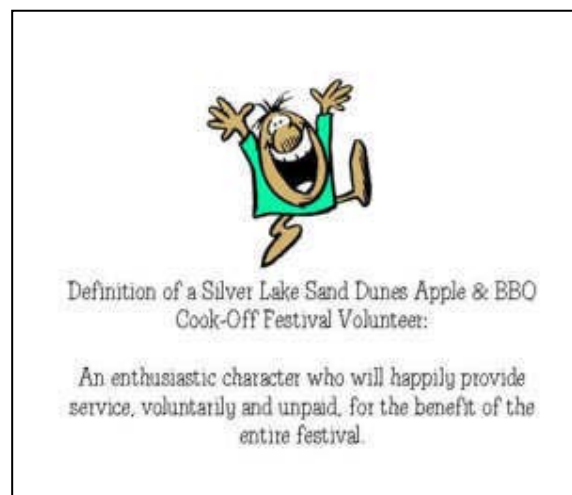 Definition of a Silver Lake Sand Dunes Apple & BBQ
Cook-Off Festival Volunteer:
An enthusiastic character who will happily provide
service, voluntarily and unpaid, for the benefit of the
entire festival.